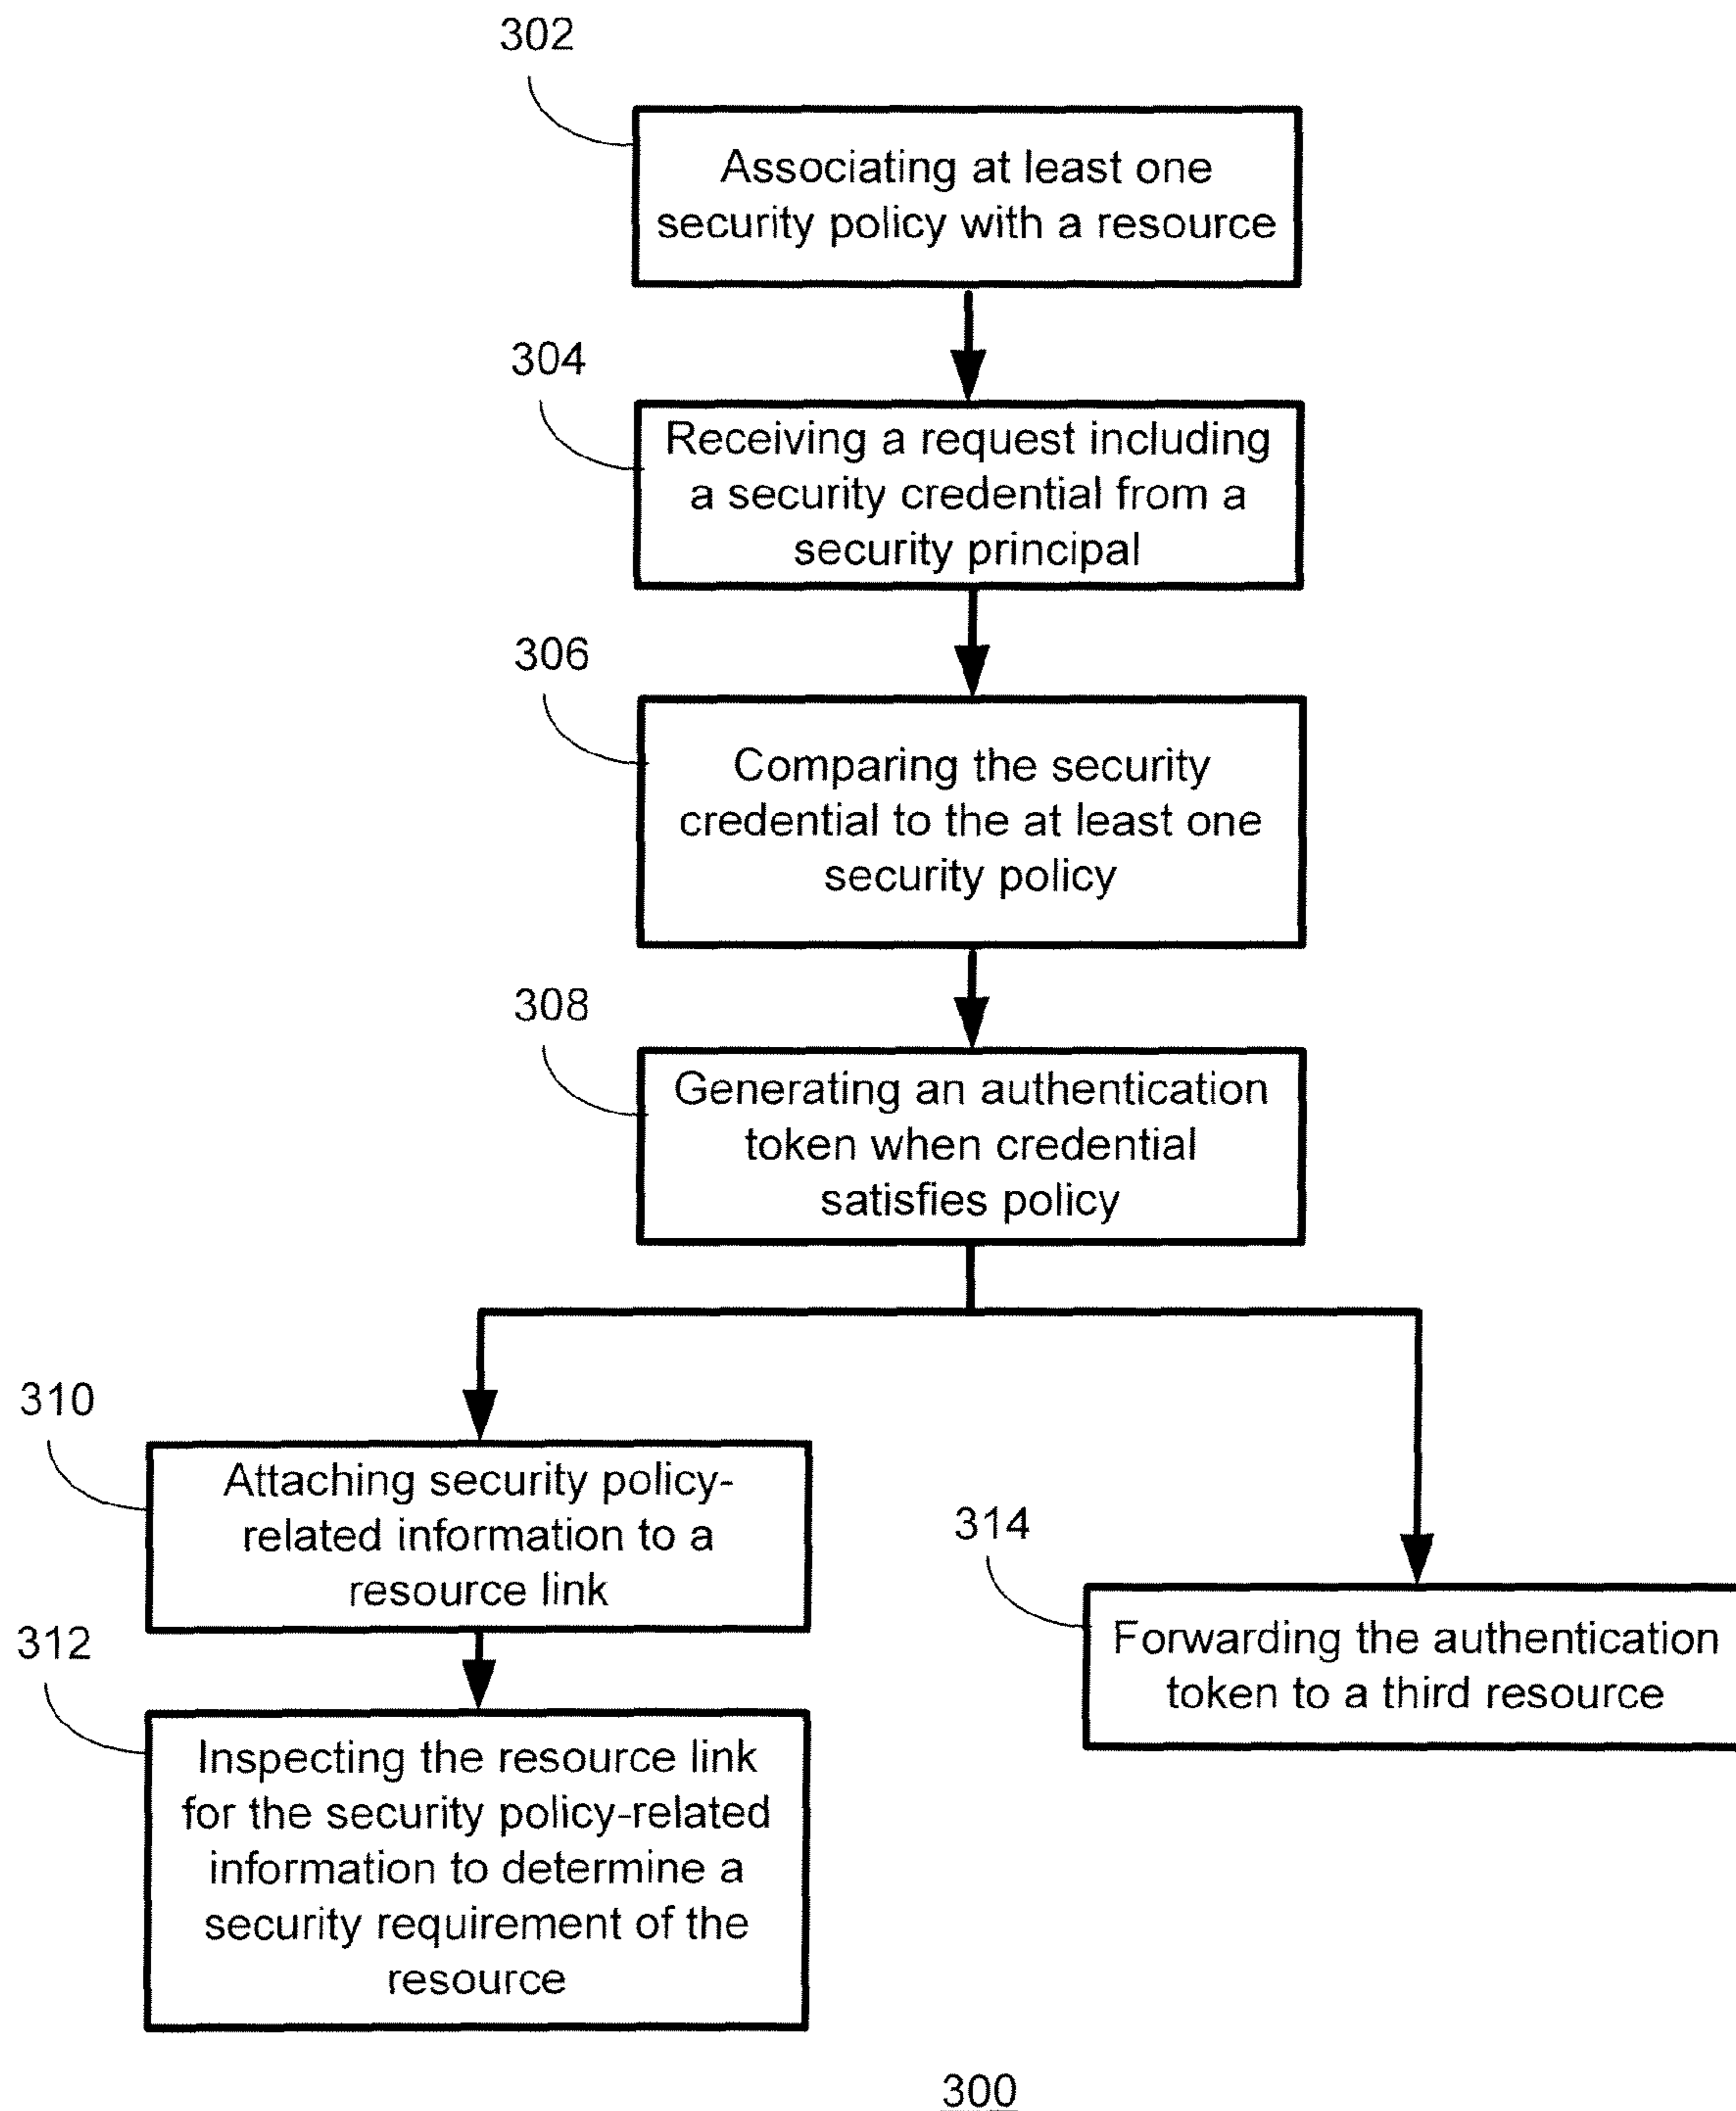 302
Associating at least one
security policy with a resource
304
Receiving a request including
a security credential from a
security principal
306
Comparing the security
credential to the at least one
security policy
308
Generating an authentication
token when credential
satisfies policy
310
Attaching security policy-
related information to a
resource link
314
Forwarding the authentication
token to a third resource
312
Inspecting the resource link
for the security policy-related
information to determine a
security requirement of the
resource
300